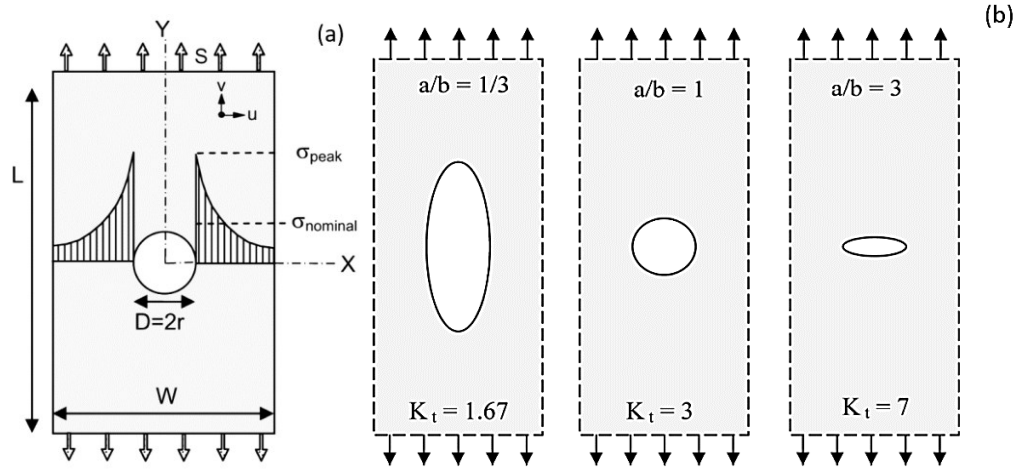 (a)
Y
S
v
u
σpeak
L
σnominal
X
D=2r
W
(b)
a/b = 1/3
K t = 1.67
a/b = 1
K t = 3
a/b = 3
K t = 7